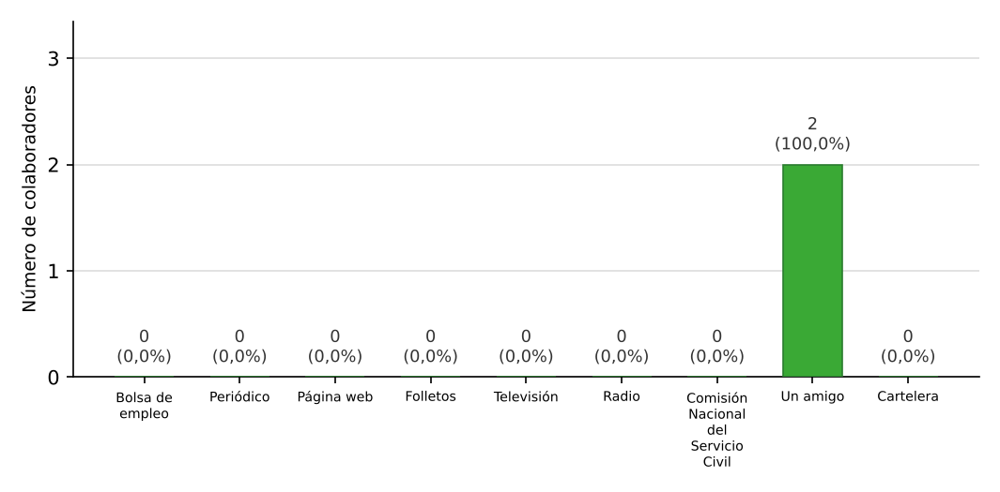 Número de colaboradores
3
2
1
0
0
(0,0%)
0
(0,0%)
0
(0,0%)
0
(0,0%)
0
(0,0%)
0
(0,0%)
0
(0,0%)
2
(100,0%)
0
(0,0%)
Bolsa de
empleo
Periódico
Página web
Folletos
Televisión
Radio
Comisión
Nacional
del
Servicio
Civil
Un amigo
Cartelera